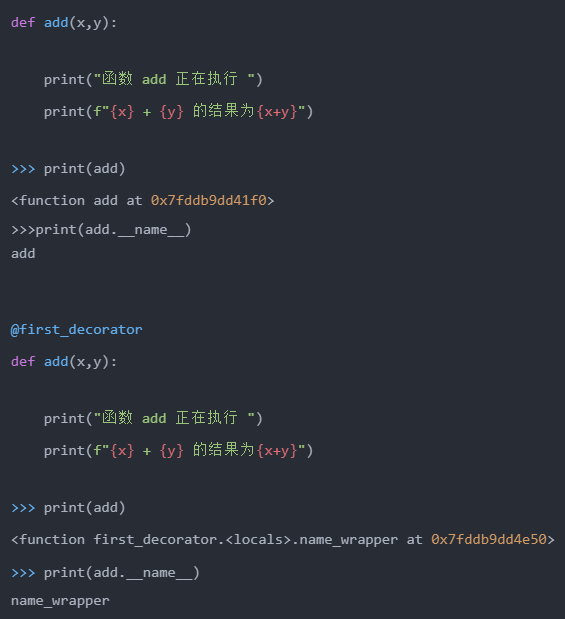 def add(x,y):
    print("函数 add 正在执行 ")
    print(f"{x} + {y} 的结果为{x+y}")
>>> print(add)
<function add at 0x7fddb9dd41f0>
>>>print(add.__name__)
add
@first_decorator
def add(x,y):
    print("函数 add 正在执行 ")
    print(f"{x} + {y} 的结果为{x+y}")
>>> print(add)
<function first_decorator.<locals>.name_wrapper at 0x7fddb9dd4e50>
>>> print(add.__name__)
name_wrapper